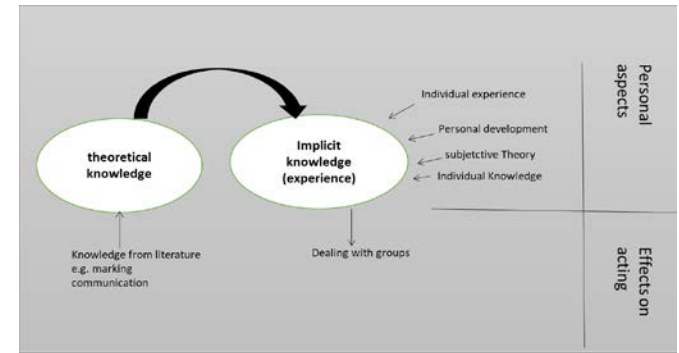 theoretical
knowledge
Implicit
knowledge
(experience)
Individual experience
Personal development
subjetctive Theory
Individual Knowledge
Personal
aspects
Knowledge from literature
e.g. marking
communication
Dealing with groups
Effects on
acting